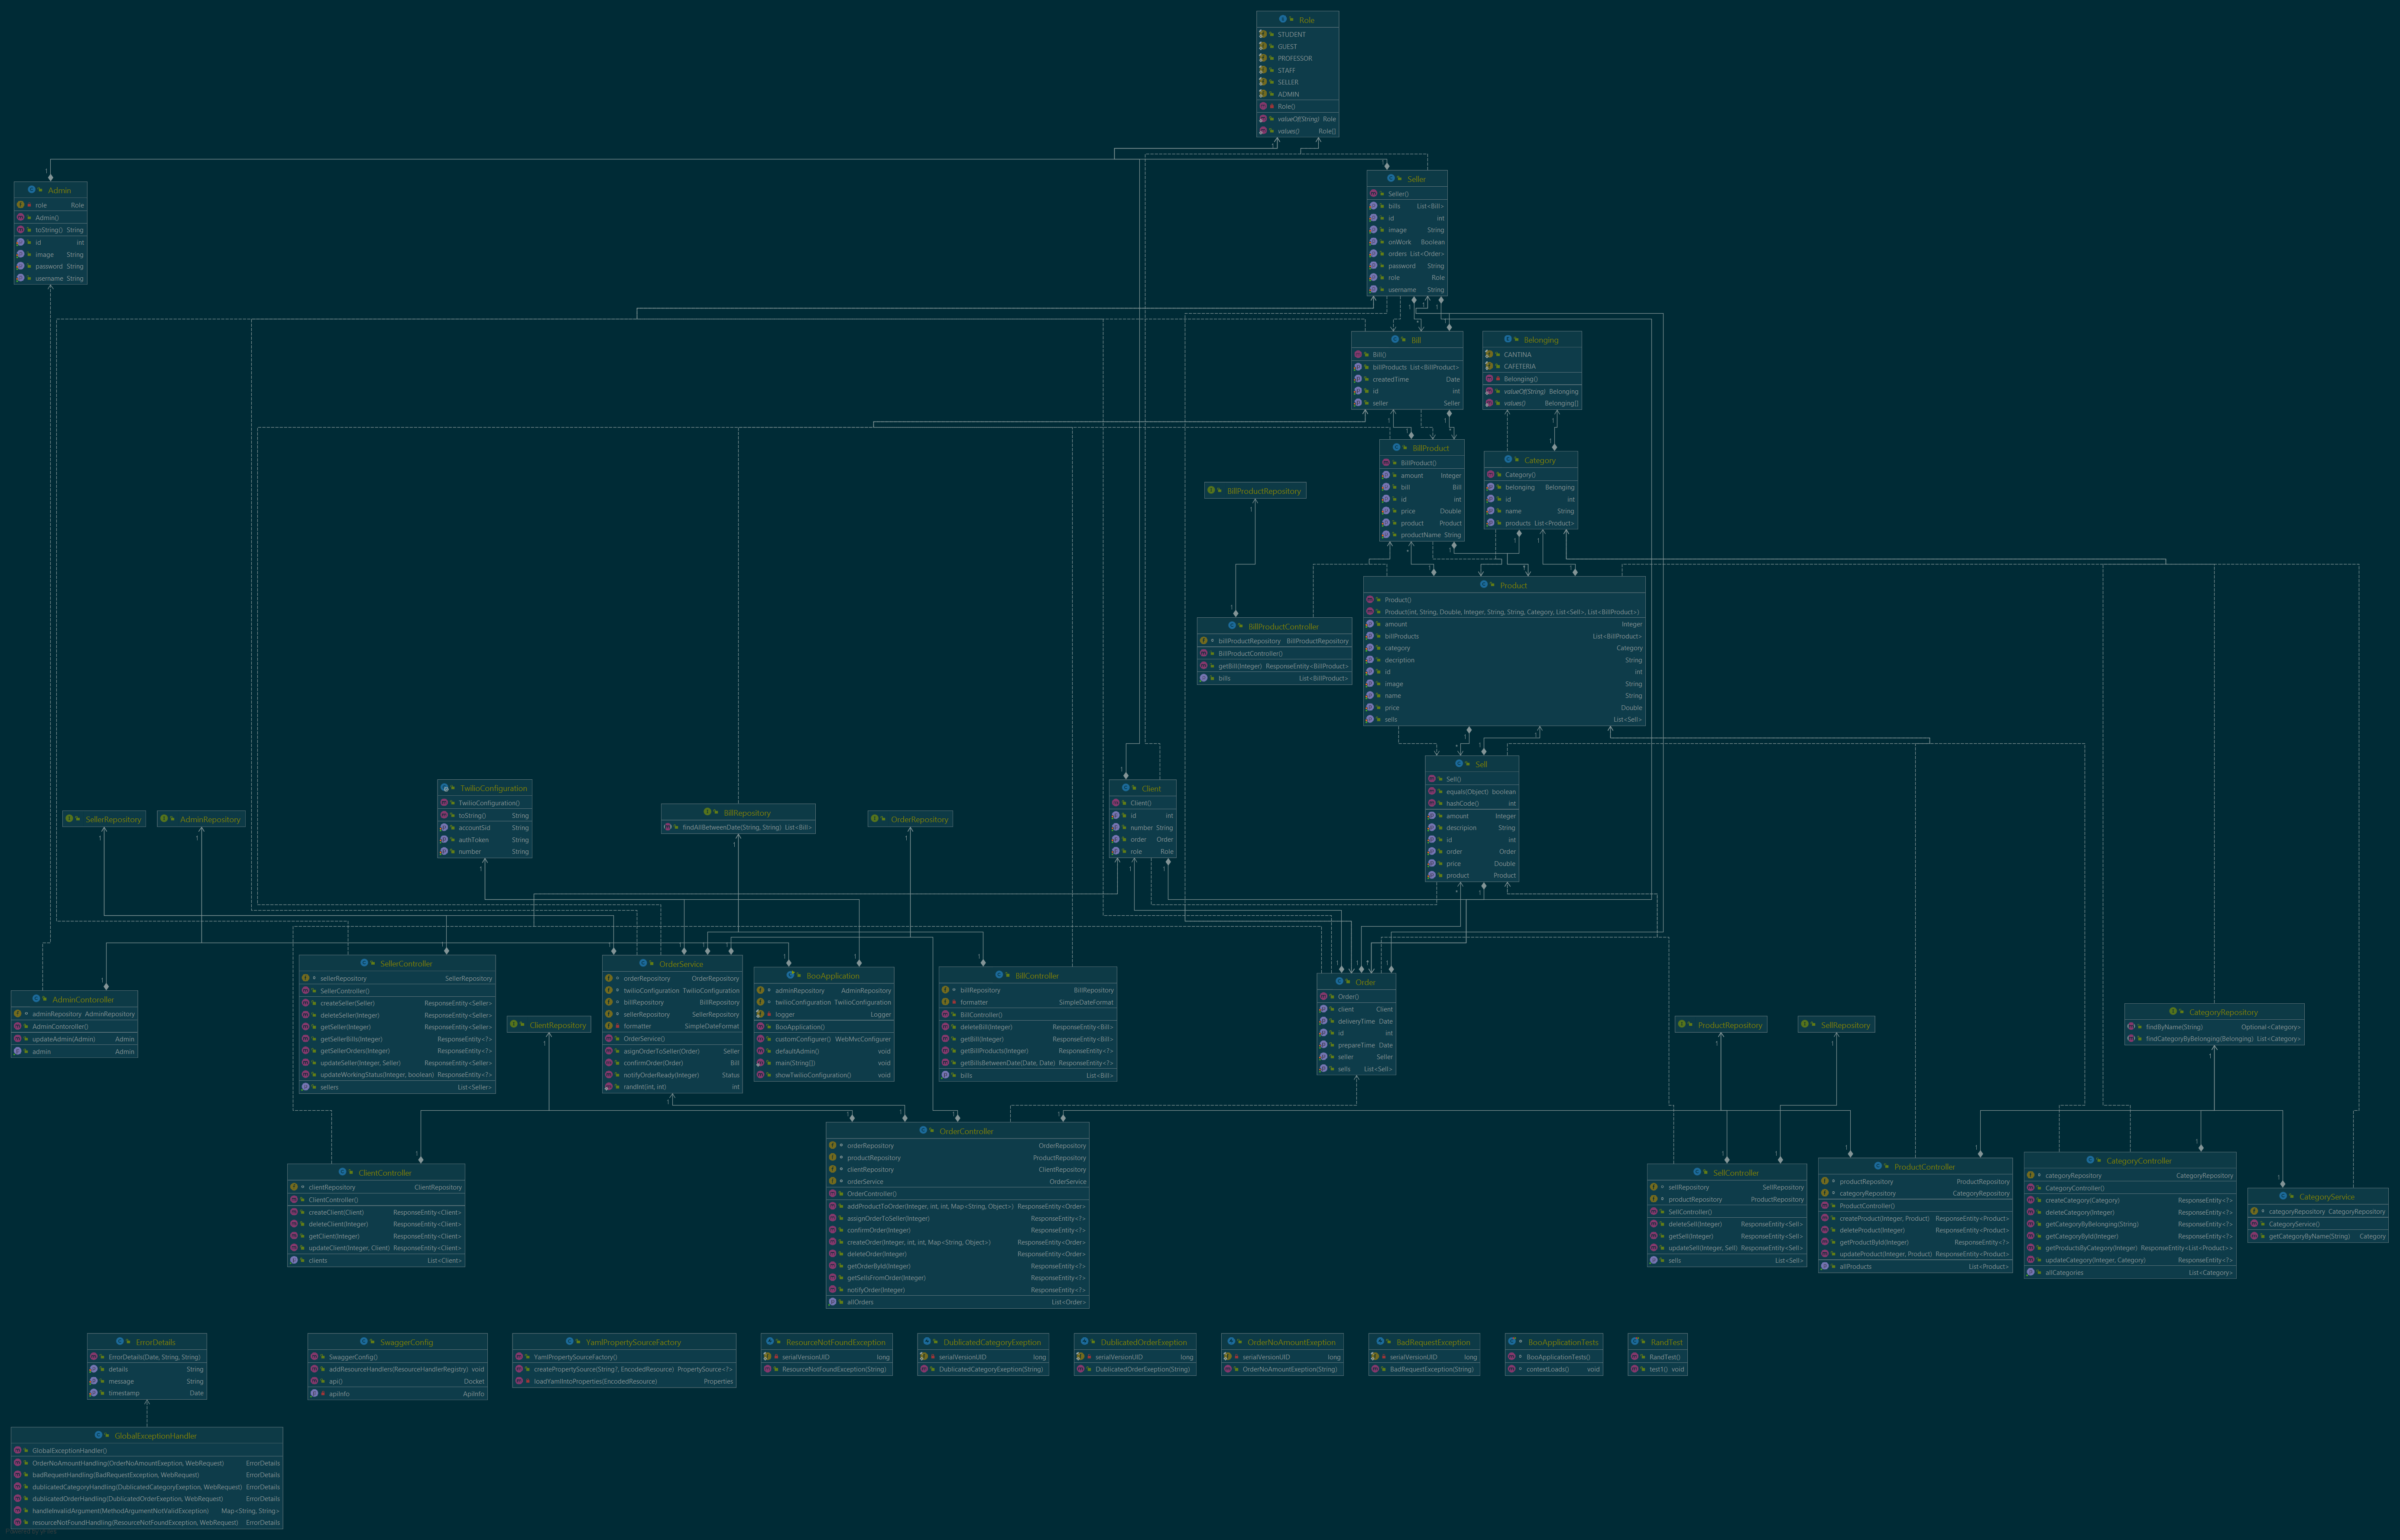 Role
STUDENT
GUEST
PROFESSOR
STAFF
SELLER
ADMIN
Role()
valueOf(String) Role
values() Role[]
Admin
role Role
Admin()
toString() String
id int
image String
password String
username String
Seller
Seller()
bills List<Bill>
id int
image String
onWork Boolean
orders List<Order>
password String
role Role
username String
Bill
Bill()
billProducts List<BillProduct>
createdTime Date
id int
seller Seller
Belonging
CANTINA
CAFETERIA
Belonging()
valueOf(String) Belonging
values() Belonging[]
BillProduct
BillProduct()
amount Integer
bill Bill
id int
price Double
product Product
productName String
Category
Category()
belonging Belonging
id int
name String
products List<Product>
BillProductRepository
Product
Product()
Product(int, String, Double, Integer, String, String, Category, List<Sell>, List<BillProduct>)
amount Integer
billProducts List<BillProduct>
category Category
decription String
id int
image String
name String
price Double
sells List<Sell>
BillProductController
billProductRepository BillProductRepository
BillProductController()
getBill(Integer) ResponseEntity<BillProduct>
bills List<BillProduct>
Sell
Sell()
equals(Object) boolean
hashCode() int
amount Integer
descripion String
id int
order Order
price Double
product Product
SellerRepository
AdminRepository
TwilioConfiguration
TwilioConfiguration()
toString() String
accountSid String
authToken String
number String
BillRepository
findAllBetweenDate(String, String) List<Bill>
OrderRepository
Client
Client()
id int
number String
order Order
role Role
AdminContoroller
adminRepository AdminRepository
AdminContoroller()
updateAdmin(Admin) Admin
admin Admin
SellerController
sellerRepository SellerRepository
SellerController()
createSeller(Seller) ResponseEntity<Seller>
deleteSeller(Integer) ResponseEntity<Seller>
getSeller(Integer) ResponseEntity<Seller>
getSellerBills(Integer) ResponseEntity<?>
getSellerOrders(Integer) ResponseEntity<?>
updateSeller(Integer, Seller) ResponseEntity<Seller>
updateWorkingStatus(Integer, boolean) ResponseEntity<?>
sellers List<Seller>
ClientRepository
OrderService
orderRepository OrderRepository
twilioConfiguration TwilioConfiguration
billRepository BillRepository
sellerRepository SellerRepository
formatter SimpleDateFormat
OrderService()
asignOrderToSeller(Order) Seller
confirmOrder(Order) Bill
notifyOrderReady(Integer) Status
randInt(int, int) int
BooApplication
adminRepository AdminRepository
twilioConfiguration TwilioConfiguration
logger Logger
BooApplication()
customConfigurer() WebMvcConfigurer
defaultAdmin() void
main(String[]) void
showTwilioConfiguration() void
BillController
billRepository BillRepository
formatter SimpleDateFormat
BillController()
deleteBill(Integer) ResponseEntity<Bill>
getBill(Integer) ResponseEntity<Bill>
getBillProducts(Integer) ResponseEntity<?>
getBillsBetweenDate(Date, Date) ResponseEntity<?>
bills List<Bill>
Order
Order()
client Client
deliveryTime Date
id int
prepareTime Date
seller Seller
sells List<Sell>
ProductRepository
SellRepository
CategoryRepository
findByName(String) Optional<Category>
findCategoryByBelonging(Belonging) List<Category>
ClientController
clientRepository ClientRepository
ClientController()
createClient(Client) ResponseEntity<Client>
deleteClient(Integer) ResponseEntity<Client>
getClient(Integer) ResponseEntity<Client>
updateClient(Integer, Client) ResponseEntity<Client>
clients List<Client>
OrderController
orderRepository OrderRepository
productRepository ProductRepository
clientRepository ClientRepository
orderService OrderService
OrderController()
addProductToOrder(Integer, int, int, Map<String, Object>) ResponseEntity<Order>
assignOrderToSeller(Integer) ResponseEntity<?>
confirmOrder(Integer) ResponseEntity<?>
createOrder(Integer, int, int, Map<String, Object>) ResponseEntity<Order>
deleteOrder(Integer) ResponseEntity<Order>
getOrderById(Integer) ResponseEntity<?>
getSellsFromOrder(Integer) ResponseEntity<?>
notifyOrder(Integer) ResponseEntity<?>
allOrders List<Order>
SellController
sellRepository SellRepository
productRepository ProductRepository
SellController()
deleteSell(Integer) ResponseEntity<Sell>
getSell(Integer) ResponseEntity<Sell>
updateSell(Integer, Sell) ResponseEntity<Sell>
sells List<Sell>
ProductController
productRepository ProductRepository
categoryRepository CategoryRepository
ProductController()
createProduct(Integer, Product) ResponseEntity<Product>
deleteProduct(Integer) ResponseEntity<Product>
getProductById(Integer) ResponseEntity<?>
updateProduct(Integer, Product) ResponseEntity<Product>
allProducts List<Product>
CategoryController
categoryRepository CategoryRepository
CategoryController()
createCategory(Category) ResponseEntity<?>
deleteCategory(Integer) ResponseEntity<?>
getCategoryByBelonging(String) ResponseEntity<?>
getCategoryById(Integer) ResponseEntity<?>
getProductsByCategory(Integer) ResponseEntity<List<Product>>
updateCategory(Integer, Category) ResponseEntity<?>
allCategories List<Category>
CategoryService
categoryRepository CategoryRepository
CategoryService()
getCategoryByName(String) Category
ErrorDetails
ErrorDetails(Date, String, String)
details String
message String
timestamp Date
SwaggerConfig
SwaggerConfig()
addResourceHandlers(ResourceHandlerRegistry) void
api() Docket
apiInfo ApiInfo
YamlPropertySourceFactory
YamlPropertySourceFactory()
createPropertySource(String?, EncodedResource) PropertySource<?>
loadYamlIntoProperties(EncodedResource) Properties
ResourceNotFoundException
serialVersionUID long
ResourceNotFoundException(String)
DublicatedCategoryExeption
serialVersionUID long
DublicatedCategoryExeption(String)
DublicatedOrderExeption
serialVersionUID long
DublicatedOrderExeption(String)
OrderNoAmountExeption
serialVersionUID long
OrderNoAmountExeption(String)
BadRequestException
serialVersionUID long
BadRequestException(String)
BooApplicationTests
BooApplicationTests()
contextLoads() void
RandTest
RandTest()
test1() void
GlobalExceptionHandler
GlobalExceptionHandler()
OrderNoAmountHandling(OrderNoAmountExeption, WebRequest) ErrorDetails
badRequestHandling(BadRequestException, WebRequest) ErrorDetails
dublicatedCategoryHandling(DublicatedCategoryExeption, WebRequest) ErrorDetails
dublicatedOrderHandling(DublicatedOrderExeption, WebRequest) ErrorDetails
handleInvalidArgument(MethodArgumentNotValidException) Map<String, String>
resourceNotFoundHandling(ResourceNotFoundException, WebRequest) ErrorDetails
Powered by yFiles